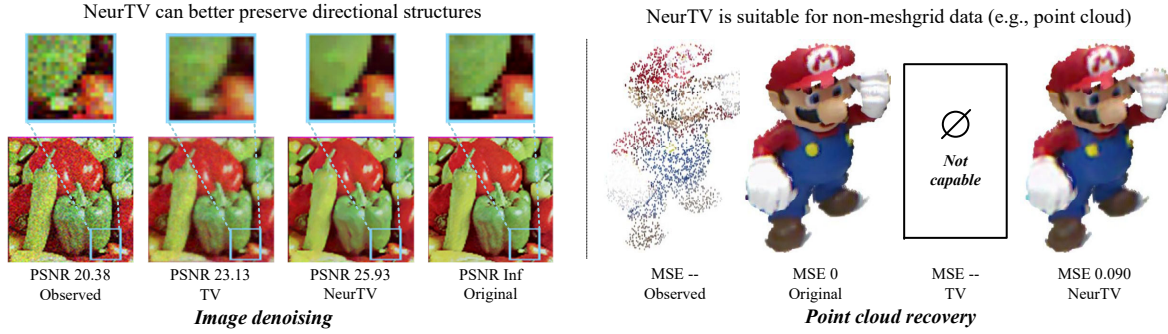 NeurTV can better preserve directional structures
PSNR 20.38
Observed
PSNR 23.13
TV
PSNR 25.93
NeurTV
PSNR Inf
Original
Image denoising
NeurTV is suitable for non-meshgrid data (e.g., point cloud)
M
M
∅
Not
capable
M
MSE --
Observed
MSE 0
Original
MSE --
TV
MSE 0.090
NeurTV
Point cloud recovery